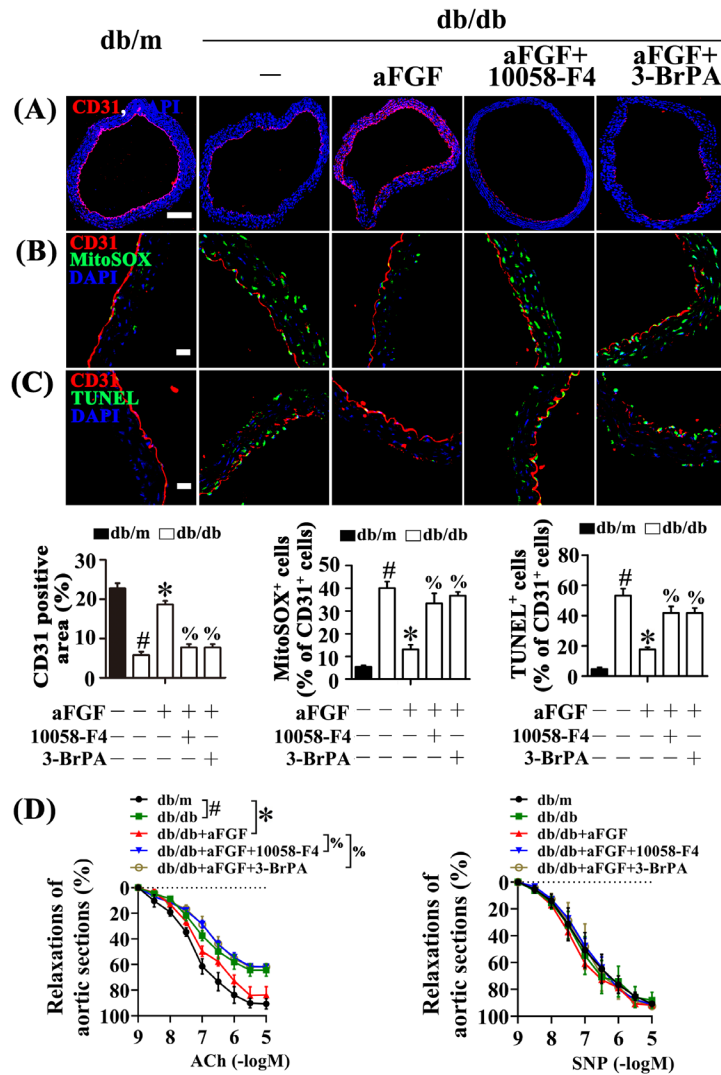 db/m
db/db
—
aFGF
aFGF+
10058-F4
aFGF+
3-BrPA
(A)
CD31, DAPI
(B)
CD31
MitoSOX
DAPI
(C)
CD31
TUNEL
DAPI
db/m db/db
CD31 positive
area (%)
30
20
10
0
#
*
%
%
aFGF — — + + +
10058-F4 — — — + —
3-BrPA — — — — +
db/m db/db
MitoSOX+ cells
(% of CD31+ cells)
50
40
30
20
10
0
#
*
%
%
aFGF — — + + +
10058-F4 — — — + —
3-BrPA — — — — +
db/m db/db
TUNEL+ cells
(% of CD31+ cells)
80
60
40
20
0
#
*
%
%
aFGF — — + + +
10058-F4 — — — + —
3-BrPA — — — — +
(D)
db/m
db/db
db/db+aFGF
db/db+aFGF+10058-F4
db/db+aFGF+3-BrPA
#
*
%
%
Relaxations of
aortic sections (%)
0
20
40
60
80
100
9 8 7 6 5
ACh (-logM)
db/m
db/db
db/db+aFGF
db/db+aFGF+10058-F4
db/db+aFGF+3-BrPA
Relaxations of
aortic sections (%)
0
20
40
60
80
100
9 8 7 6 5
SNP (-logM)